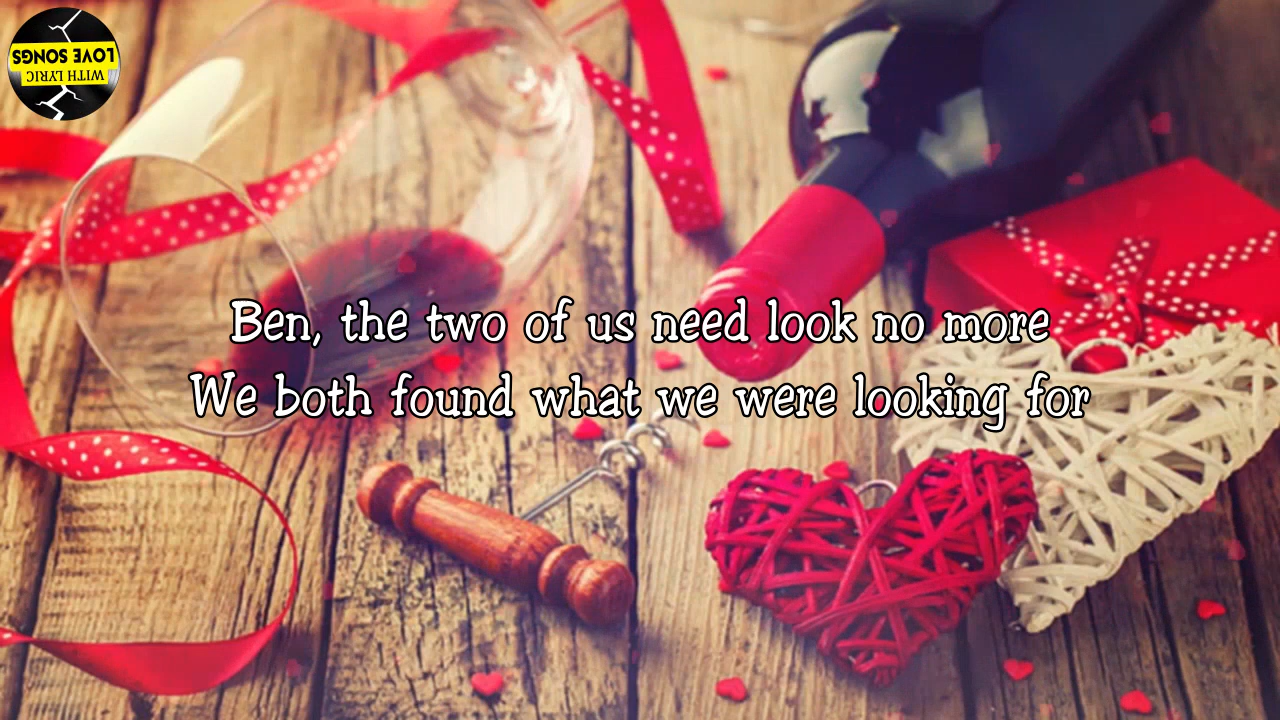 LOVE SONGS
WITH LYRIC
Ben, the two of us need look no more
We both found what we were looking for